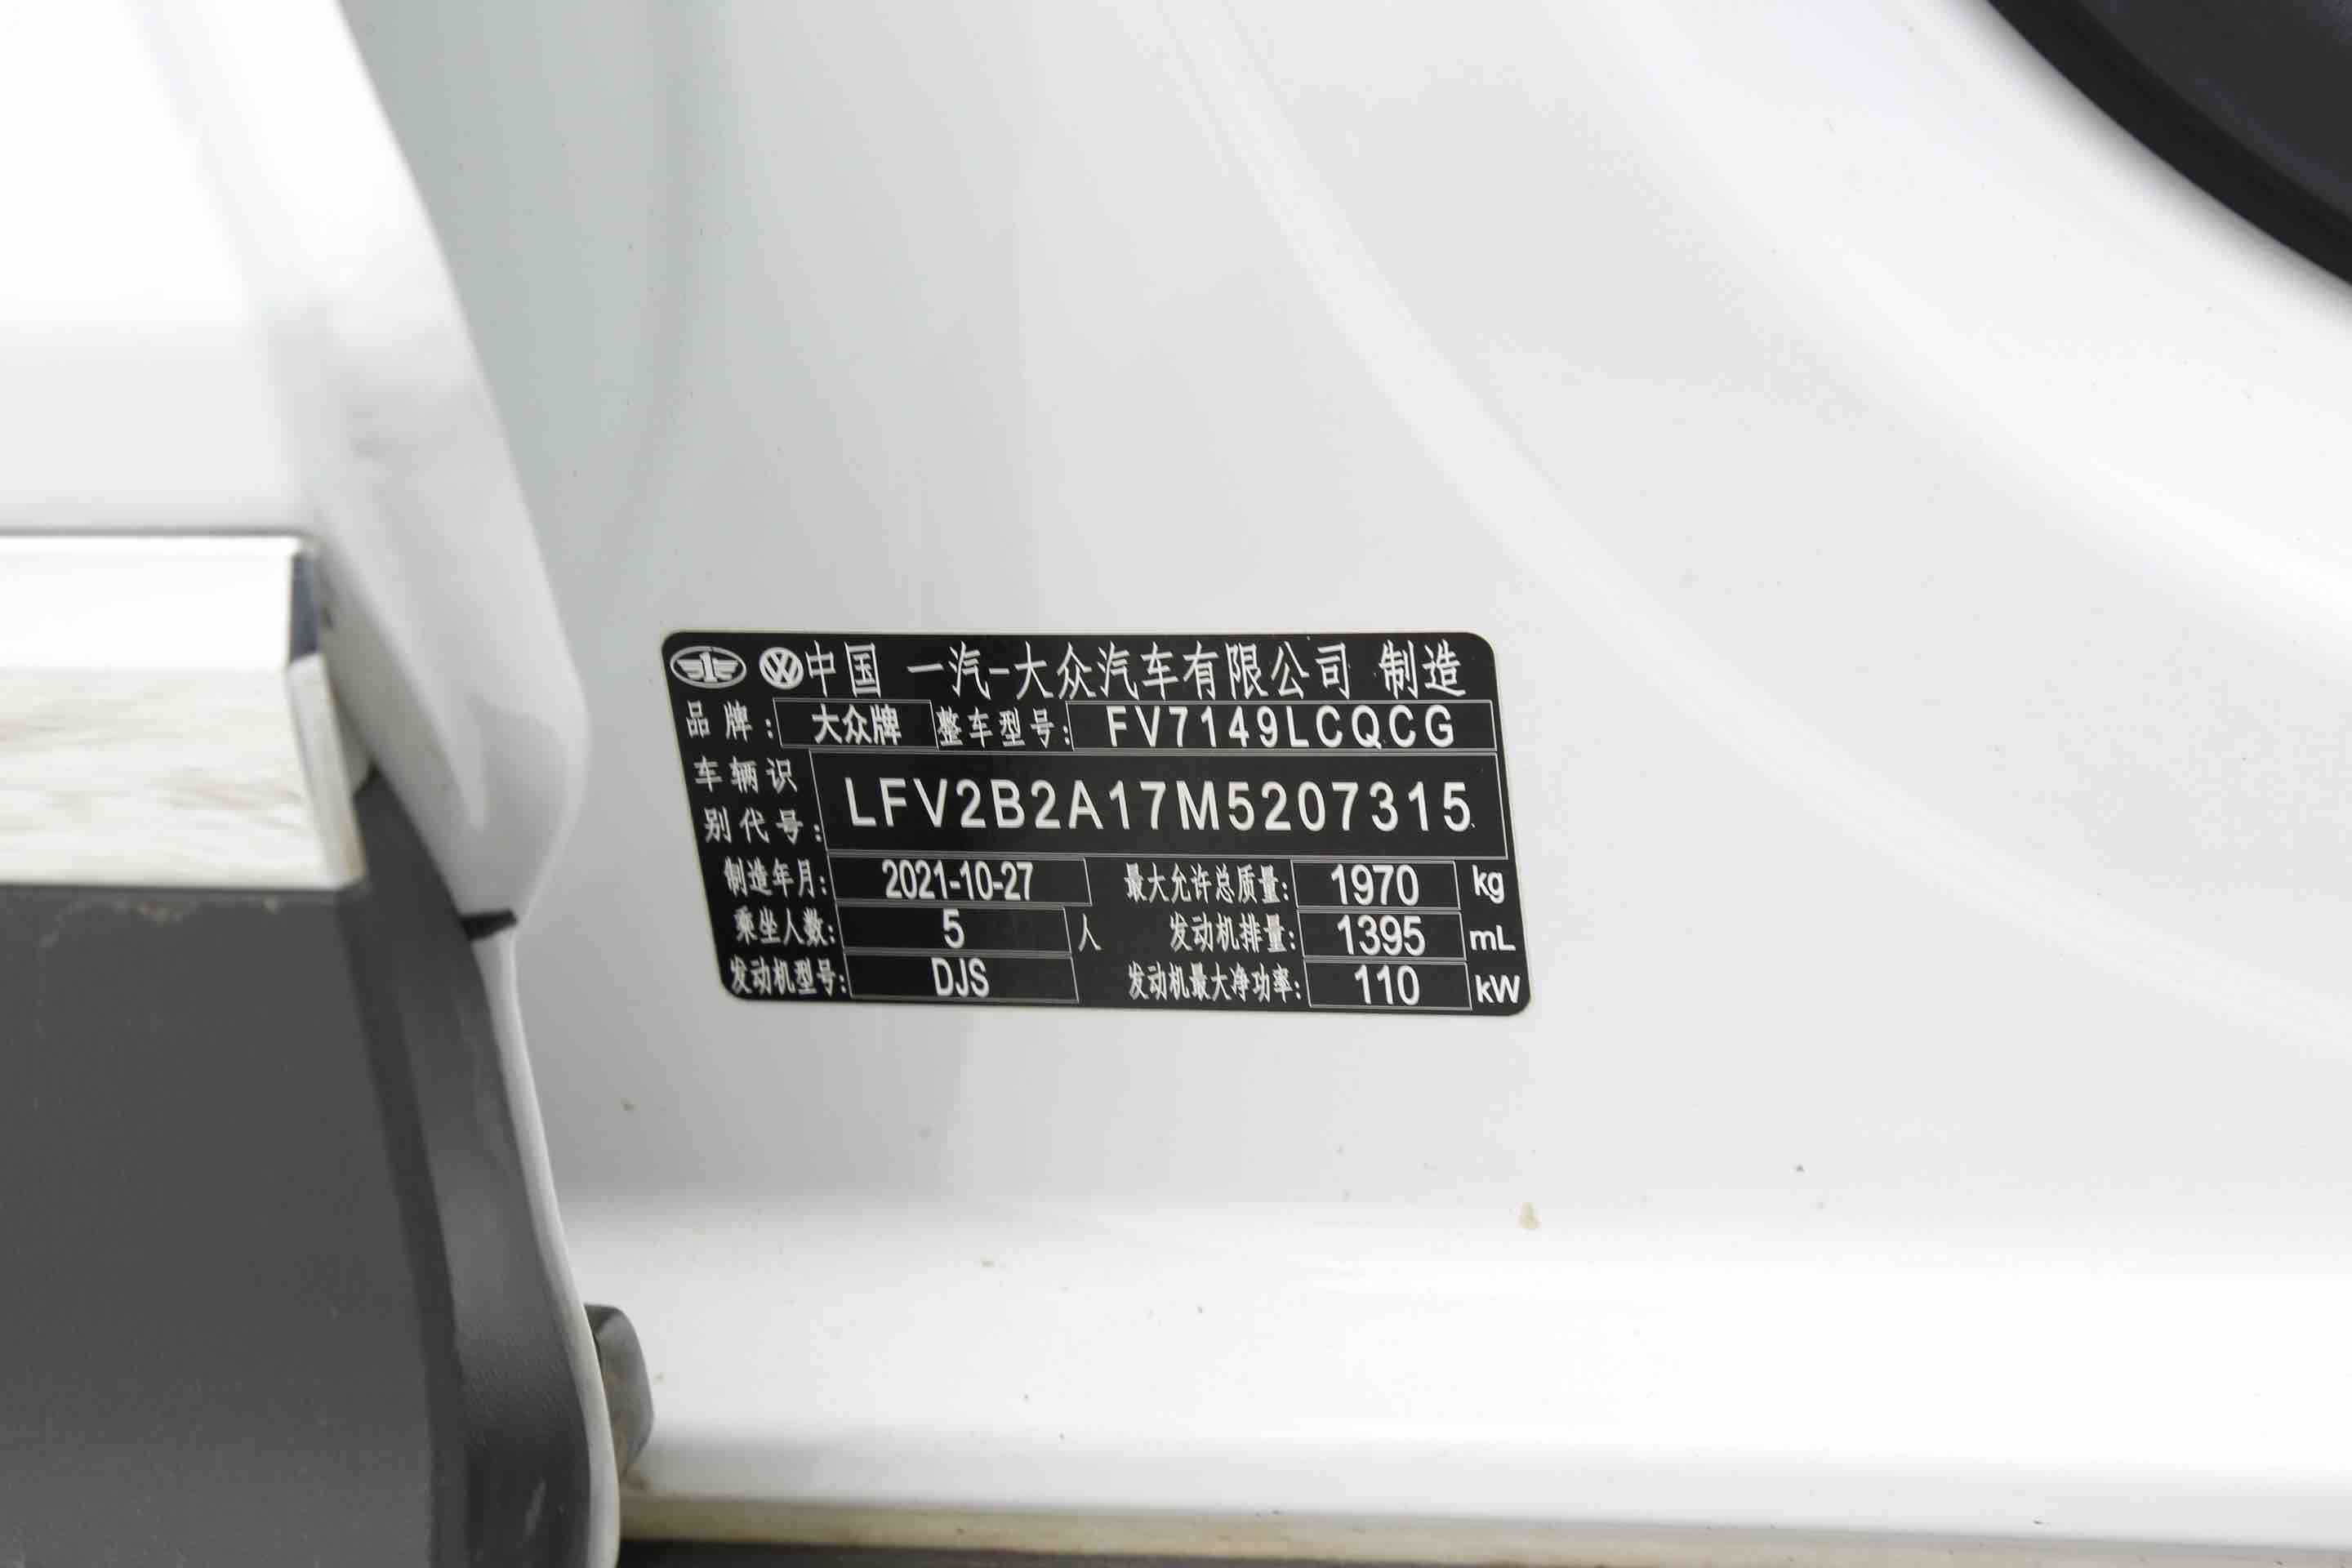 中国 一汽-大众汽车有限公司 制造
品牌: 大众牌 整车型号: FV7149LCQCG
车辆识别代号: LFV2B2A17M5207315
制造年月: 2021-10-27 最大允许总质量: 1970 kg
乘坐人数: 5 人 发动机排量: 1395 mL
发动机型号: DJS 发动机最大净功率: 110 kW